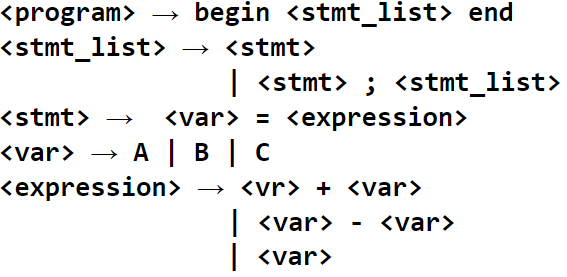 <program> → begin <stmt_list> end
<stmt_list> → <stmt>
| <stmt> ; <stmt_list>
<stmt> → <var> = <expression>
<var> → A | B | C
<expression> → <vr> + <var>
| <var> - <var>
| <var>